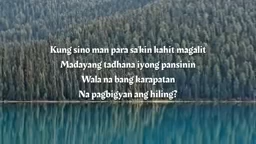 Kung sino man para sa'kin kahit magalit
Madayang tadhana iyong pansinin
Wala na bang karapatan
Na pagbigyan ang hiling?